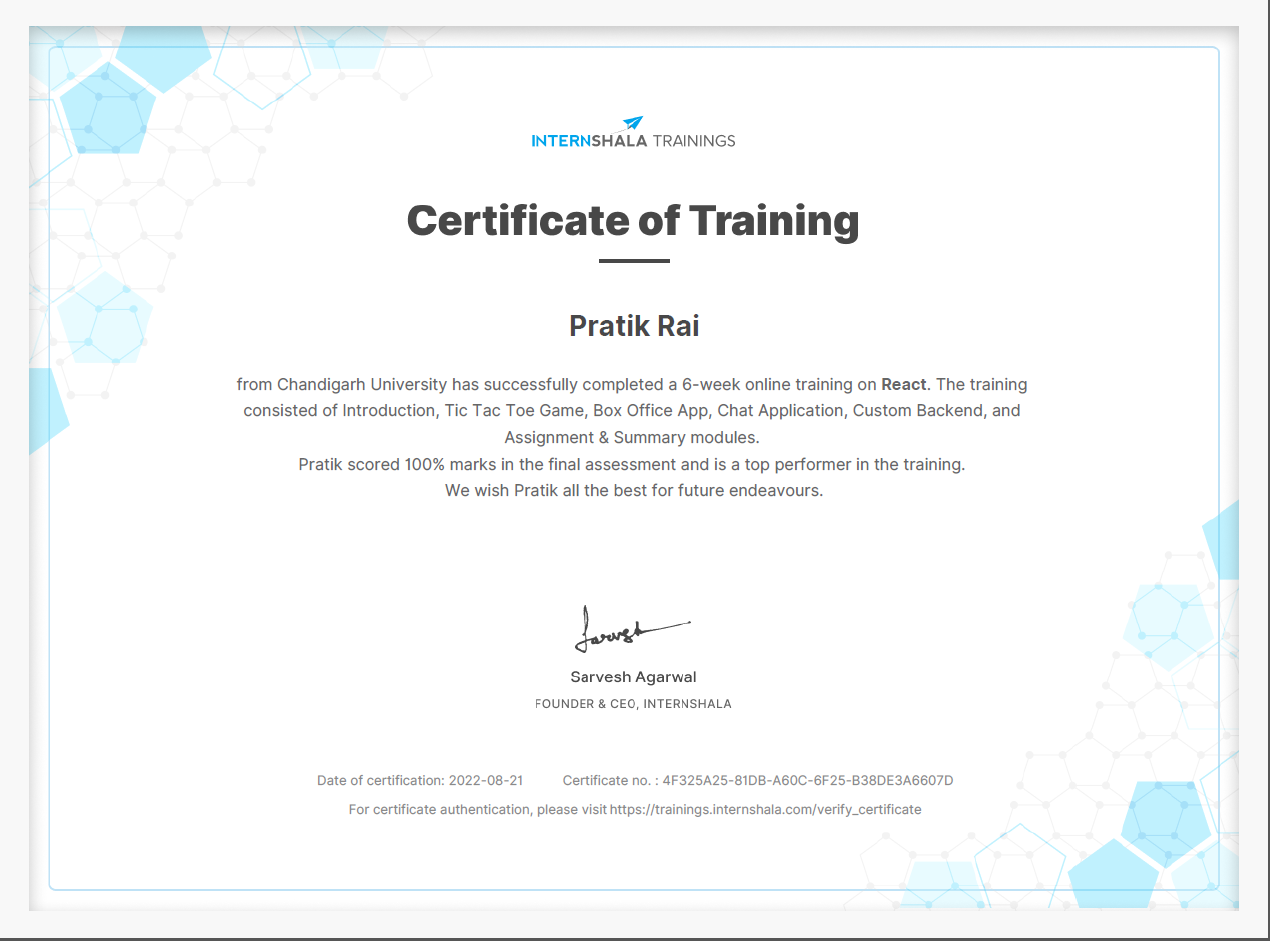 INTERNSHALA TRAININGS
Certificate of Training
Pratik Rai
from Chandigarh University has successfully completed a 6-week online training on React. The training
consisted of Introduction, Tic Tac Toe Game, Box Office App, Chat Application, Custom Backend, and
Assignment & Summary modules.
Pratik scored 100% marks in the final assessment and is a top performer in the training.
We wish Pratik all the best for future endeavours.
Sarvesh
Sarvesh Agarwal
FOUNDER & CEO, INTERNSHALA
Date of certification: 2022-08-21 Certificate no. : 4F325A25-81DB-A60C-6F25-B38DE3A6607D
For certificate authentication, please visit https://trainings.internshala.com/verify_certificate